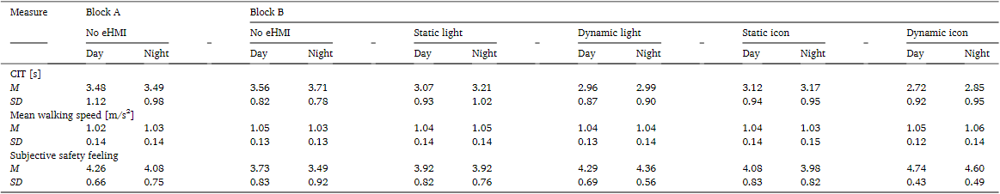 Measure Block A Block B
No eHMI – No eHMI – Static light – Dynamic light – Static icon – Dynamic icon
Day Night Day Night Day Night Day Night Day Night Day Night
CIT [s]
M 3.48 3.49 3.56 3.71 3.07 3.21 2.96 2.99 3.12 3.17 2.72 2.85
SD 1.12 0.98 0.82 0.78 0.93 1.02 0.87 0.90 0.94 0.95 0.92 0.95
Mean walking speed [m/s²]
M 1.02 1.03 1.05 1.03 1.04 1.05 1.04 1.04 1.04 1.03 1.05 1.06
SD 0.14 0.14 0.13 0.13 0.14 0.14 0.13 0.14 0.14 0.15 0.12 0.14
Subjective safety feeling
M 4.26 4.08 3.73 3.49 3.92 3.92 4.29 4.36 4.08 3.98 4.74 4.60
SD 0.66 0.75 0.83 0.92 0.82 0.76 0.69 0.56 0.83 0.82 0.43 0.49